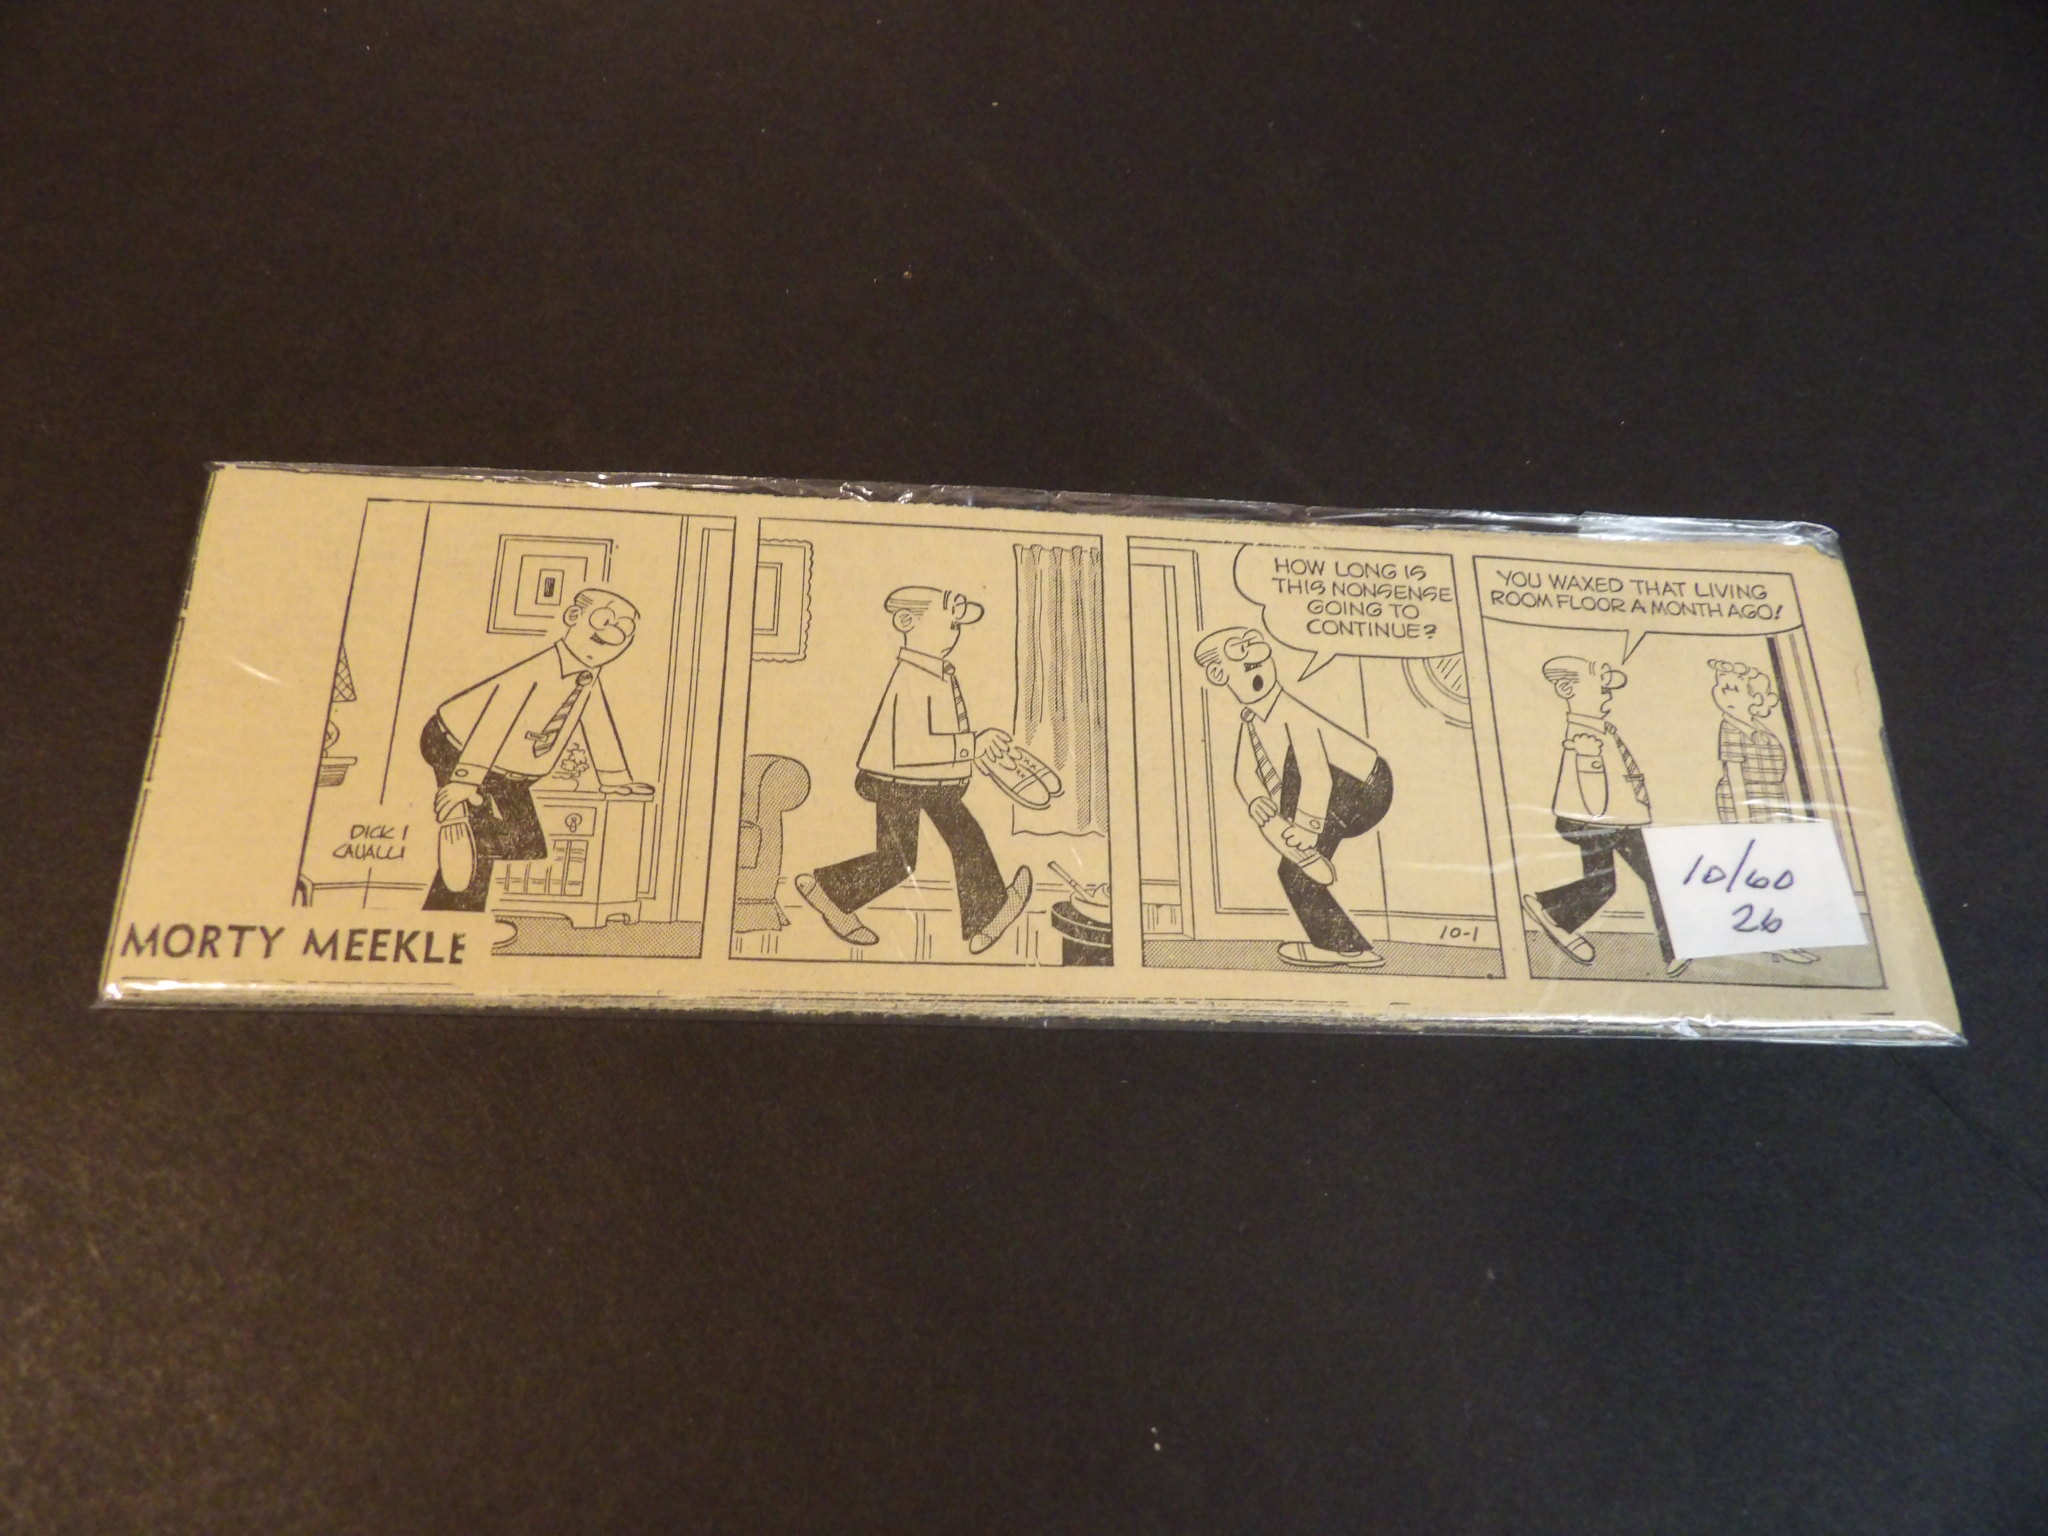 HOW LONG IS
THIS NONSENSE
GOING TO
CONTINUE?
YOU WAXED THAT LIVING
ROOM FLOOR A MONTH AGO!
DICK
CAVALLI
10-1
10/60
26
MORTY MEEKLE